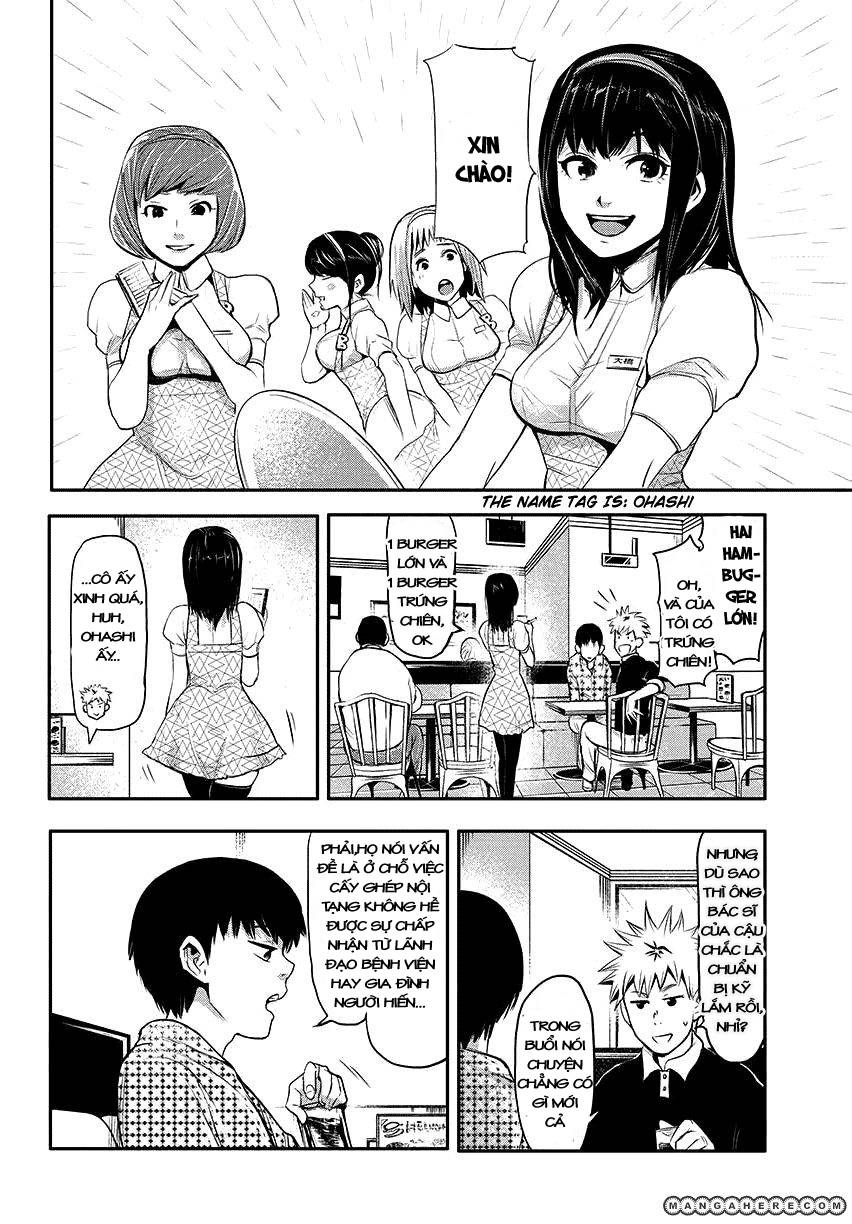 XIN
CHÀO!
大橋
THE NAME TAG IS: OHASHI
HAI
HAM-
BUG-
GER
LỚN!
OH,
VÀ CỦA
TÔI CÓ
TRỨNG
CHIÊN!
1 BURGER
LỚN VÀ
1 BURGER
TRỨNG
CHIÊN,
OK
...CÔ ẤY
XINH QUÁ,
HUH,
OHASHI
ẤY...
NHƯNG,
DÙ SAO
THÌ ÔNG
BÁC SĨ
CỦA CẬU
CHẮC LÀ
CHUẨN
BỊ KỸ
LẮM RỒI,
NHỈ?
TRONG
BUỔI NÓI
CHUYỆN
CHẲNG CÓ
GÌ MỚI
CẢ
PHẢI,HỌ NÓI VẤN
ĐỀ LÀ Ở CHỖ VIỆC
CẤY GHÉP NỘI
TẠNG KHÔNG HỀ
ĐƯỢC SỰ CHẤP
NHẬN TỪ LÃNH
ĐẠO BỆNH VIỆN
HAY GIA ĐÌNH
NGƯỜI HIẾN...
MANGAHERE.COM